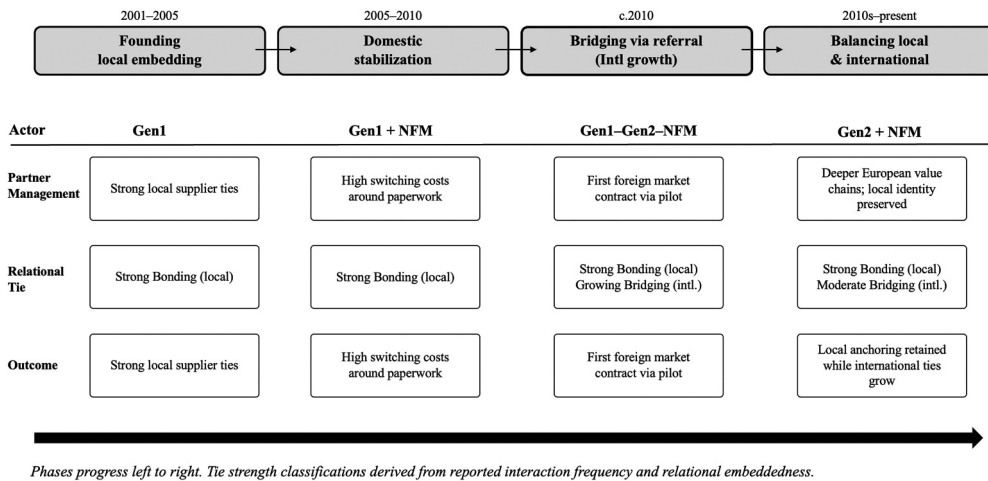 2001–2005
2005–2010
c.2010
2010s–present
Founding
local embedding
Domestic
stabilization
Bridging via referral
(Intl growth)
Balancing local
& international
Actor
Gen1
Gen1 + NFM
Gen1–Gen2–NFM
Gen2 + NFM
Partner
Management
Strong local supplier ties
High switching costs
around paperwork
First foreign market
contract via pilot
Deeper European value
chains; local identity
preserved
Relational
Tie
Strong Bonding (local)
Strong Bonding (local)
Strong Bonding (local)
Growing Bridging (intl.)
Strong Bonding (local)
Moderate Bridging (intl.)
Outcome
Strong local supplier ties
High switching costs
around paperwork
First foreign market
contract via pilot
Local anchoring retained
while international ties
grow
Phases progress left to right. Tie strength classifications derived from reported interaction frequency and relational embeddedness.